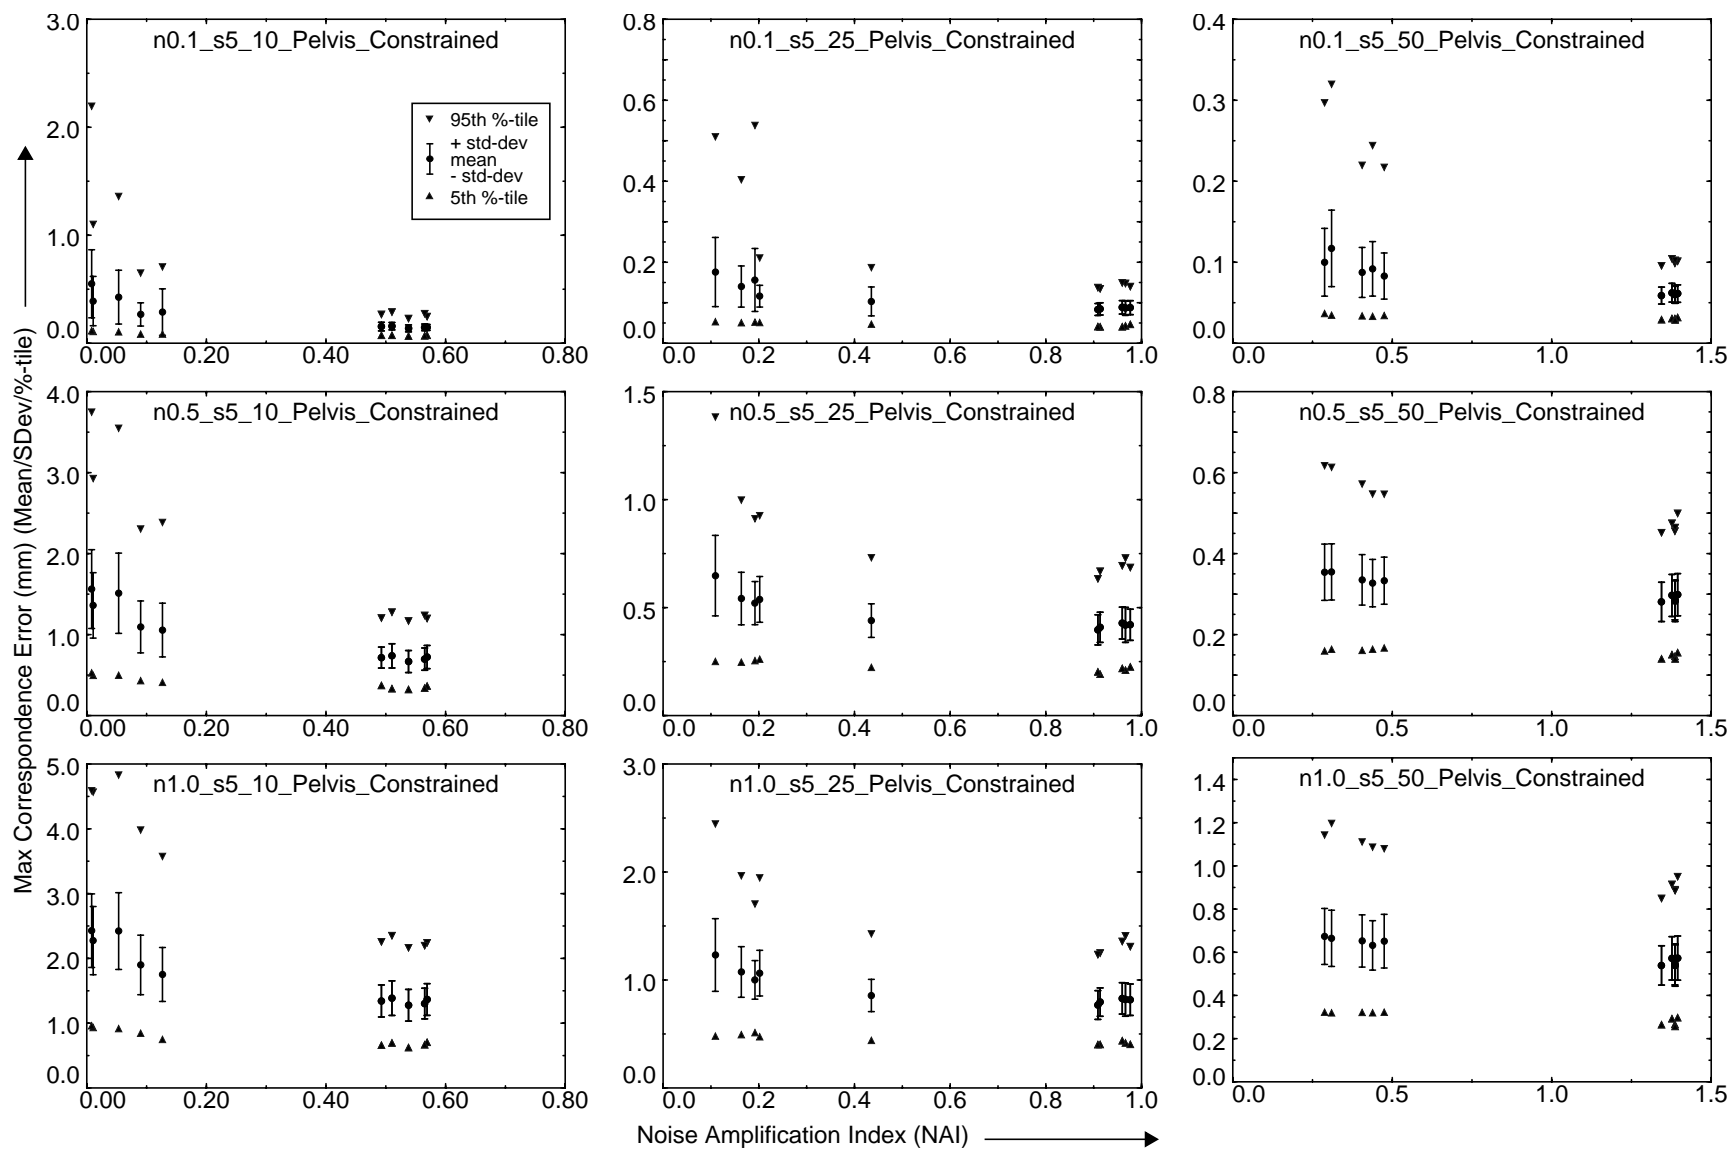 Max Correspondence Error (mm) (Mean/SDev/%-tile)
n0.1_s5_10_Pelvis_Constrained
3.0
2.0
1.0
0.0
0.00 0.20 0.40 0.60 0.80
95th %-tile
+ std-dev
mean
- std-dev
5th %-tile
n0.1_s5_25_Pelvis_Constrained
0.8
0.6
0.4
0.2
0.0
0.0 0.2 0.4 0.6 0.8 1.0
n0.1_s5_50_Pelvis_Constrained
0.4
0.3
0.2
0.1
0.0
0.0 0.5 1.0 1.5
n0.5_s5_10_Pelvis_Constrained
4.0
3.0
2.0
1.0
0.0
0.00 0.20 0.40 0.60 0.80
n0.5_s5_25_Pelvis_Constrained
1.5
1.0
0.5
0.0
0.0 0.2 0.4 0.6 0.8 1.0
n0.5_s5_50_Pelvis_Constrained
0.8
0.6
0.4
0.2
0.0
0.0 0.5 1.0 1.5
n1.0_s5_10_Pelvis_Constrained
5.0
4.0
3.0
2.0
1.0
0.0
0.00 0.20 0.40 0.60 0.80
n1.0_s5_25_Pelvis_Constrained
3.0
2.0
1.0
0.0
0.0 0.2 0.4 0.6 0.8 1.0
n1.0_s5_50_Pelvis_Constrained
1.4
1.2
1.0
0.8
0.6
0.4
0.2
0.0
0.0 0.5 1.0 1.5
Noise Amplification Index (NAI)